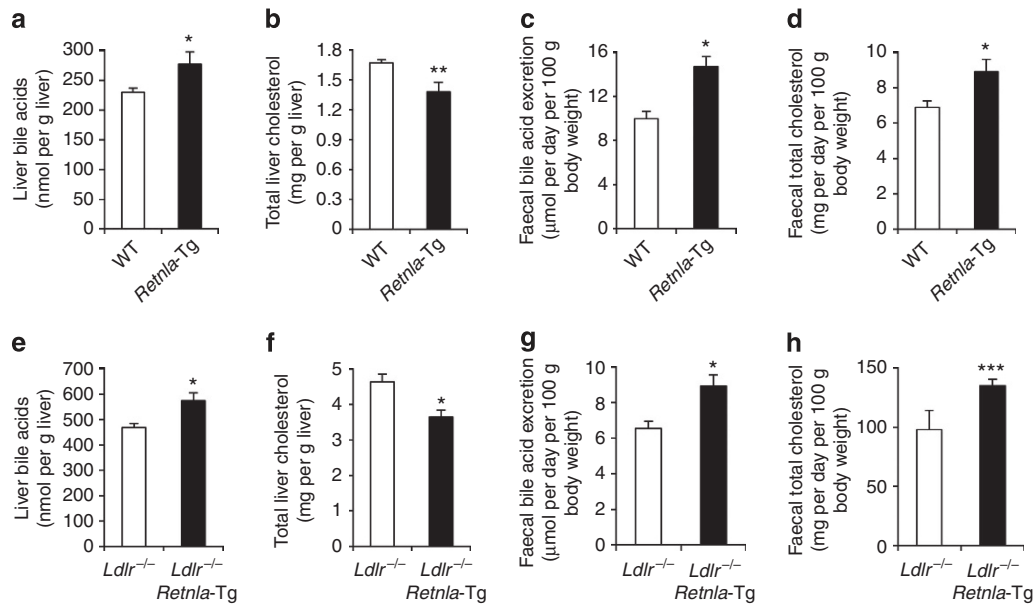 a
Liver bile acids
(nmol per g liver)
300
250
200
150
100
50
0
*
WT
Retnla-Tg
b
Total liver cholesterol
(mg per g liver)
1.8
1.5
1.2
0.9
0.6
0.3
0
**
WT
Retnla-Tg
c
Faecal bile acid excretion
(μmol per day per 100 g
body weight)
16
12
8
4
0
*
WT
Retnla-Tg
d
Faecal total cholesterol
(mg per day per 100 g
body weight)
10
8
6
4
2
0
*
WT
Retnla-Tg
e
Liver bile acids
(nmol per g liver)
700
600
500
400
300
200
100
0
*
Ldlr–/– Ldlr–/–
Retnla-Tg
f
Total liver cholesterol
(mg per g liver)
5
4
3
2
1
0
*
Ldlr–/– Ldlr–/–
Retnla-Tg
g
Faecal bile acid excretion
(μmol per day per 100 g
body weight)
10
8
6
4
2
0
*
Ldlr–/– Ldlr–/–
Retnla-Tg
h
Faecal total cholesterol
(mg per day per 100 g
body weight)
150
100
50
0
***
Ldlr–/– Ldlr–/–
Retnla-Tg